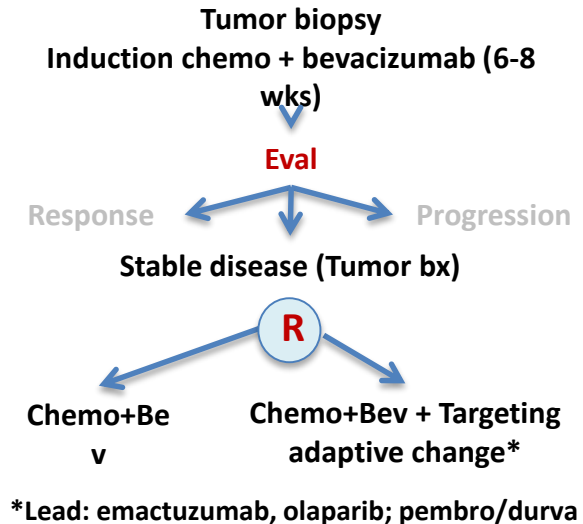 Tumor biopsy
Induction chemo + bevacizumab (6-8
wks)
Eval
Response
Progression
Stable disease (Tumor bx)
R
Chemo+Be
v
Chemo+Bev + Targeting
adaptive change*
*Lead: emactuzumab, olaparib; pembro/durva